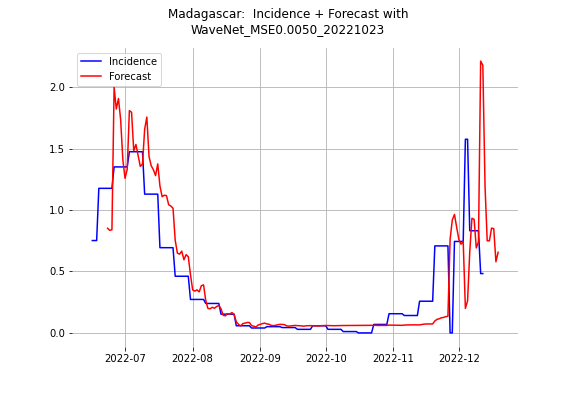 Madagascar:  Incidence + Forecast with
WaveNet_MSE0.0050_20221023
Incidence
Forecast
2.0
1.5
1.0
0.5
0.0
2022-07 2022-08 2022-09 2022-10 2022-11 2022-12